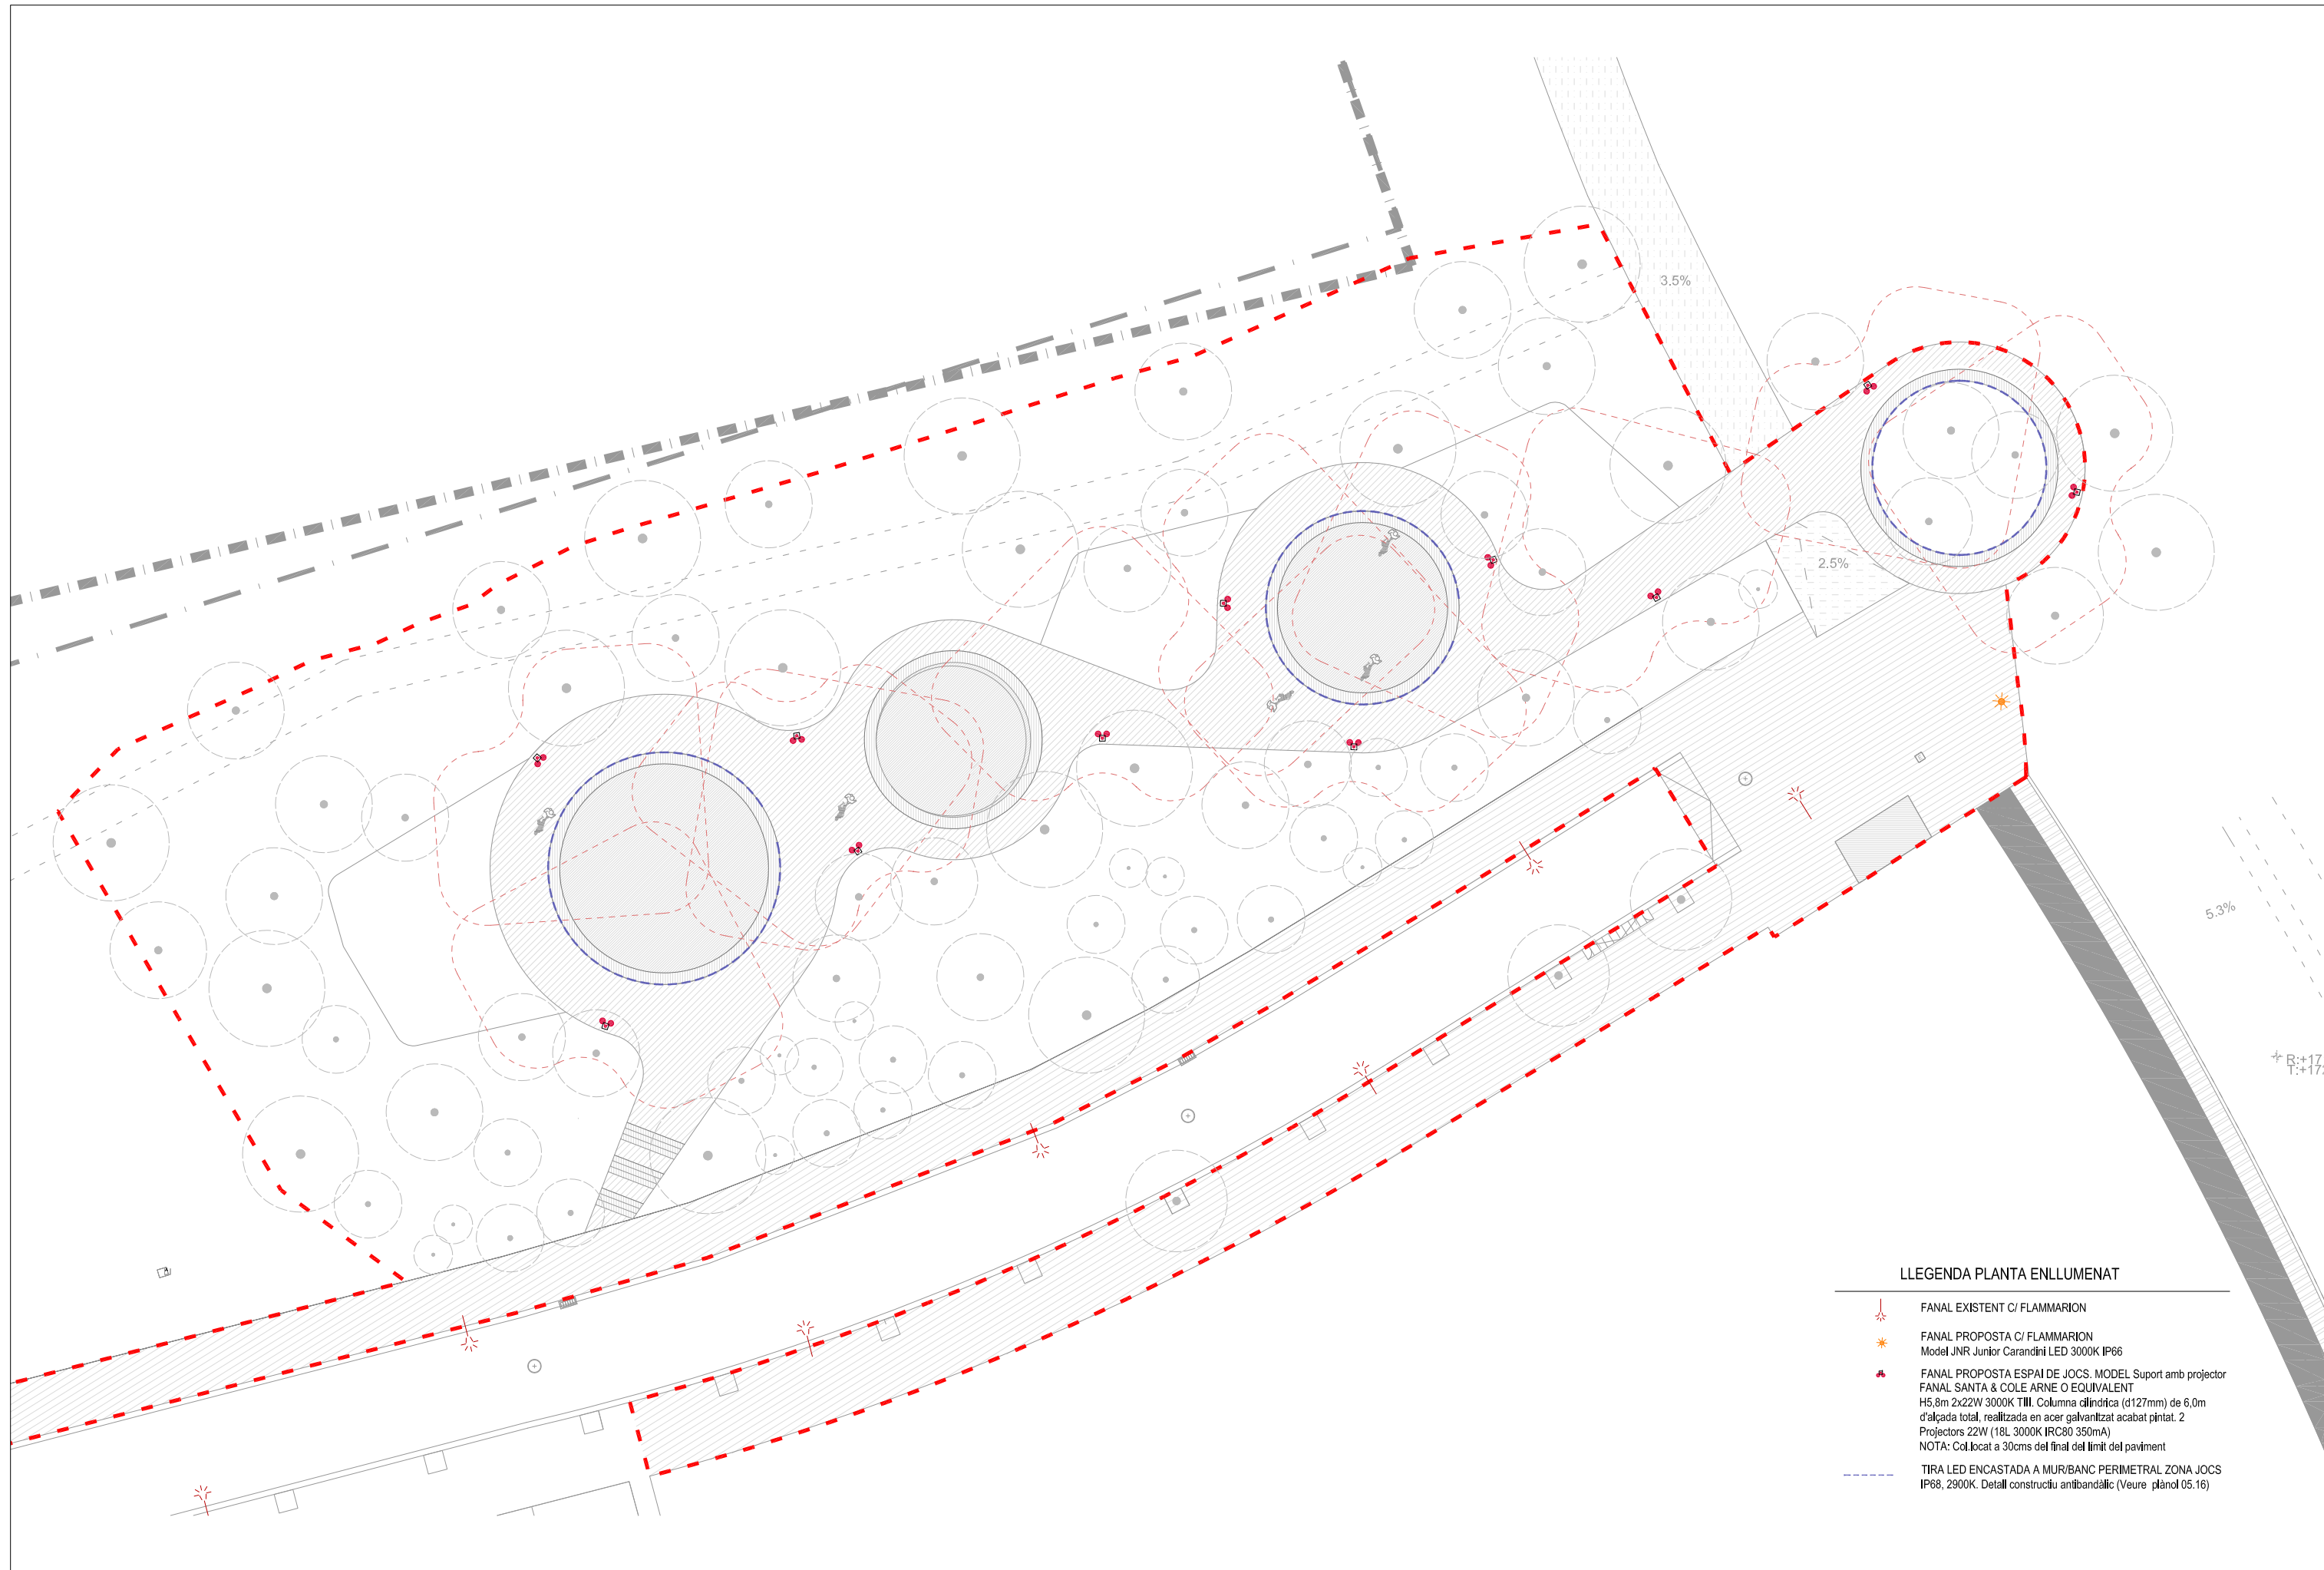 3.5%
2.5%
5.3%
R:+17
T:+17
LLEGENDA PLANTA ENLLUMENAT
FANAL EXISTENT C/ FLAMMARION
FANAL PROPOSTA C/ FLAMMARION
Model JNR Junior Carandini LED 3000K IP66
FANAL PROPOSTA ESPAI DE JOCS. MODEL Suport amb projector
FANAL SANTA & COLE ARNE O EQUIVALENT
H5,8m 2x22W 3000K TIII. Columna cilíndrica (d127mm) de 6,0m
d'alçada total, realitzada en acer galvanitzat acabat pintat. 2
Projectors 22W (18L 3000K IRC80 350mA)
NOTA: Col.locat a 30cms del final del límit del paviment
TIRA LED ENCASTADA A MUR/BANC PERIMETRAL ZONA JOCS
IP68, 2900K. Detall constructiu antibandàlic (Veure plànol 05.16)